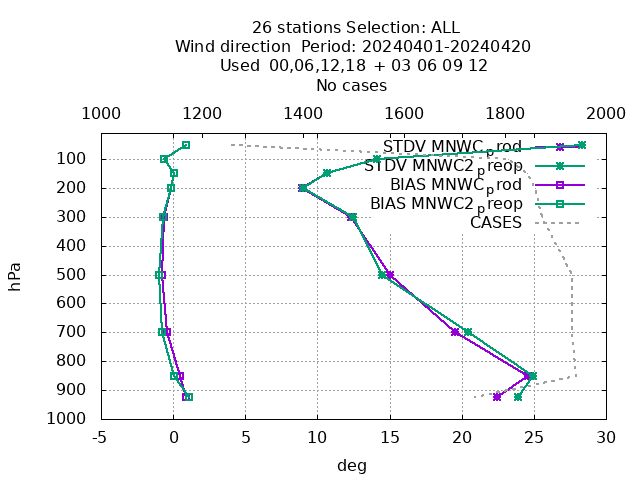 26 stations Selection: ALL
Wind direction  Period: 20240401-20240420
Used  00,06,12,18 + 03 06 09 12
No cases
1000 1200 1400 1600 1800 2000
STDV MNWC_prod
STDV MNWC2_preop
BIAS MNWC_prod
BIAS MNWC2_preop
CASES
100
200
300
400
500
600
700
800
900
1000
hPa
-5 0 5 10 15 20 25 30
deg